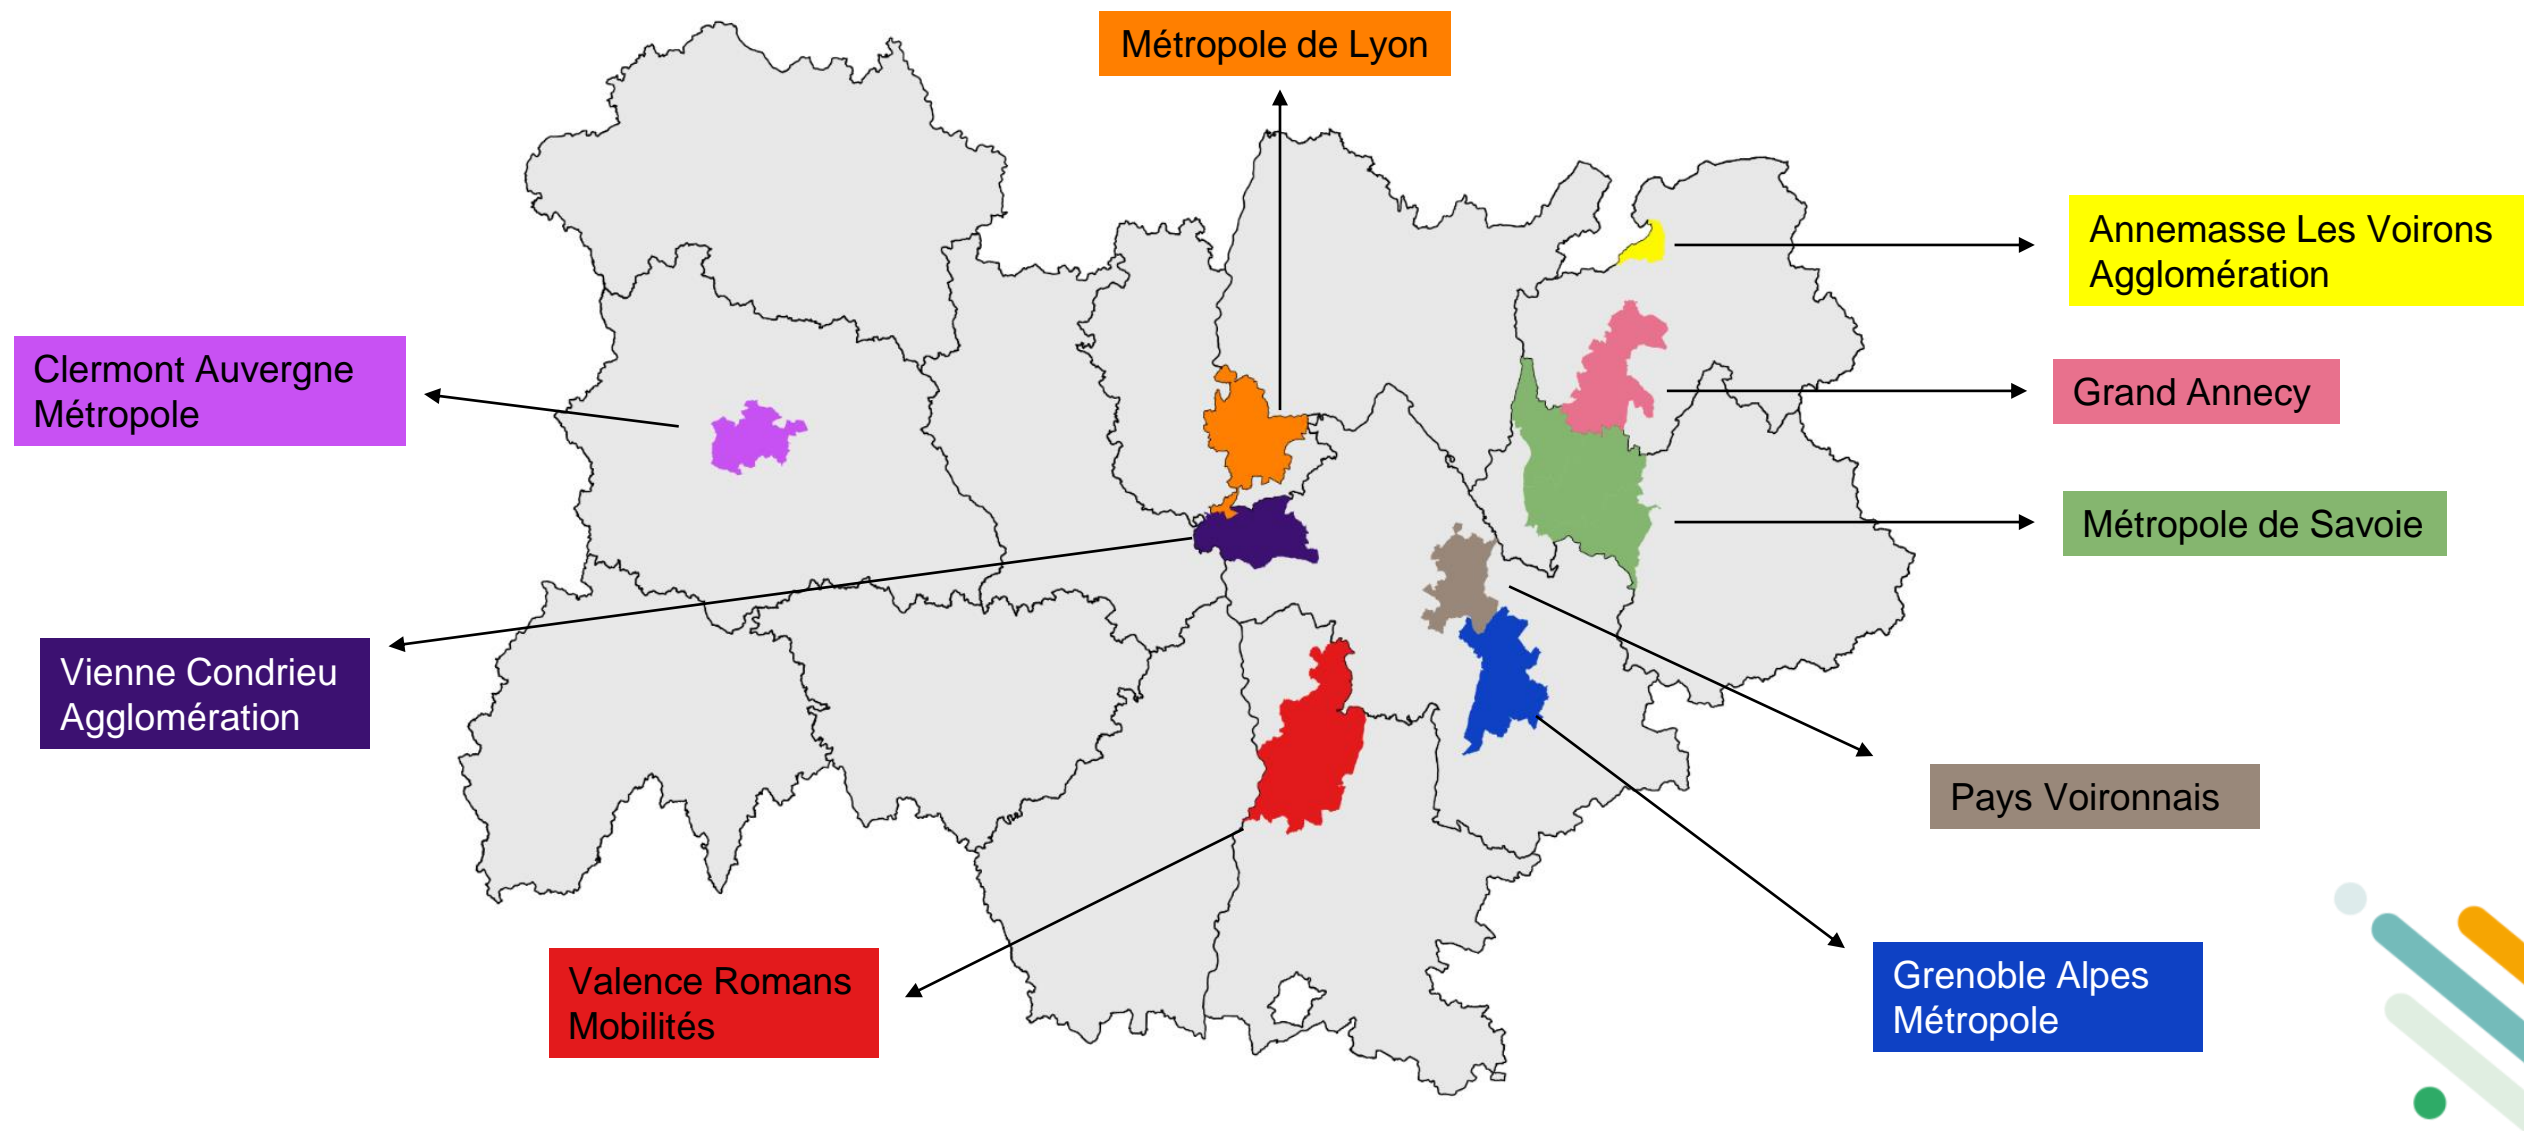 Métropole de Lyon
Annemasse Les Voirons
Agglomération
Clermont Auvergne
Métropole
Grand Annecy
Métropole de Savoie
Vienne Condrieu
Agglomération
Pays Voironnais
Valence Romans
Mobilités
Grenoble Alpes
Métropole